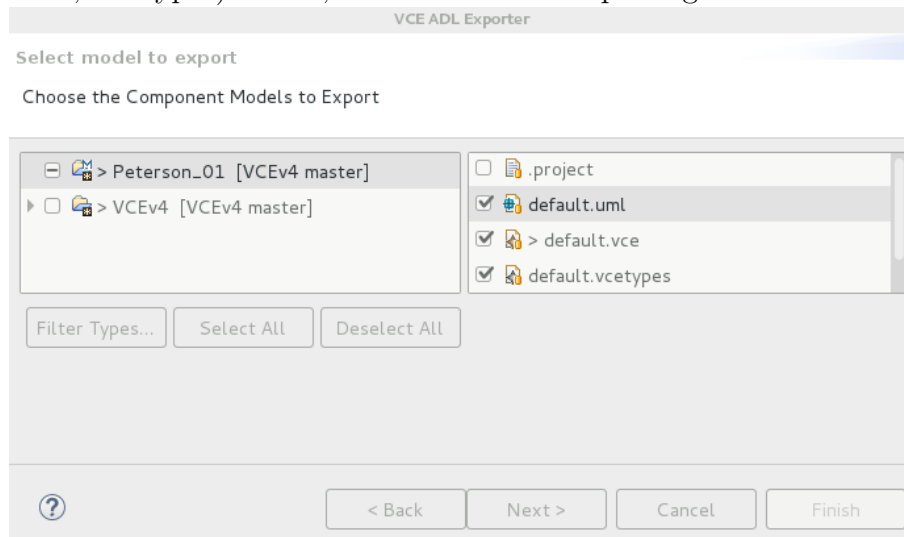 VCE ADL Exporter
Select model to export
Choose the Component Models to Export
> Peterson_01 [VCEv4 master]
> VCEv4 [VCEv4 master]
.project
default.uml
> default.vce
default.vcetypes
Filter Types... Select All Deselect All
< Back Next > Cancel Finish